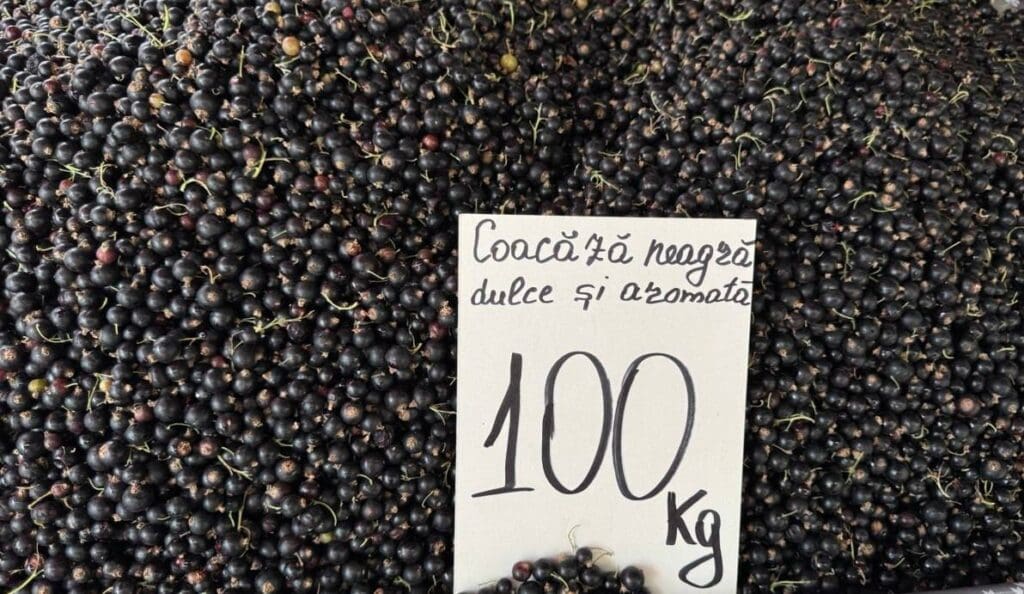 Coacăză neagră
dulce și aromată
100
Kg